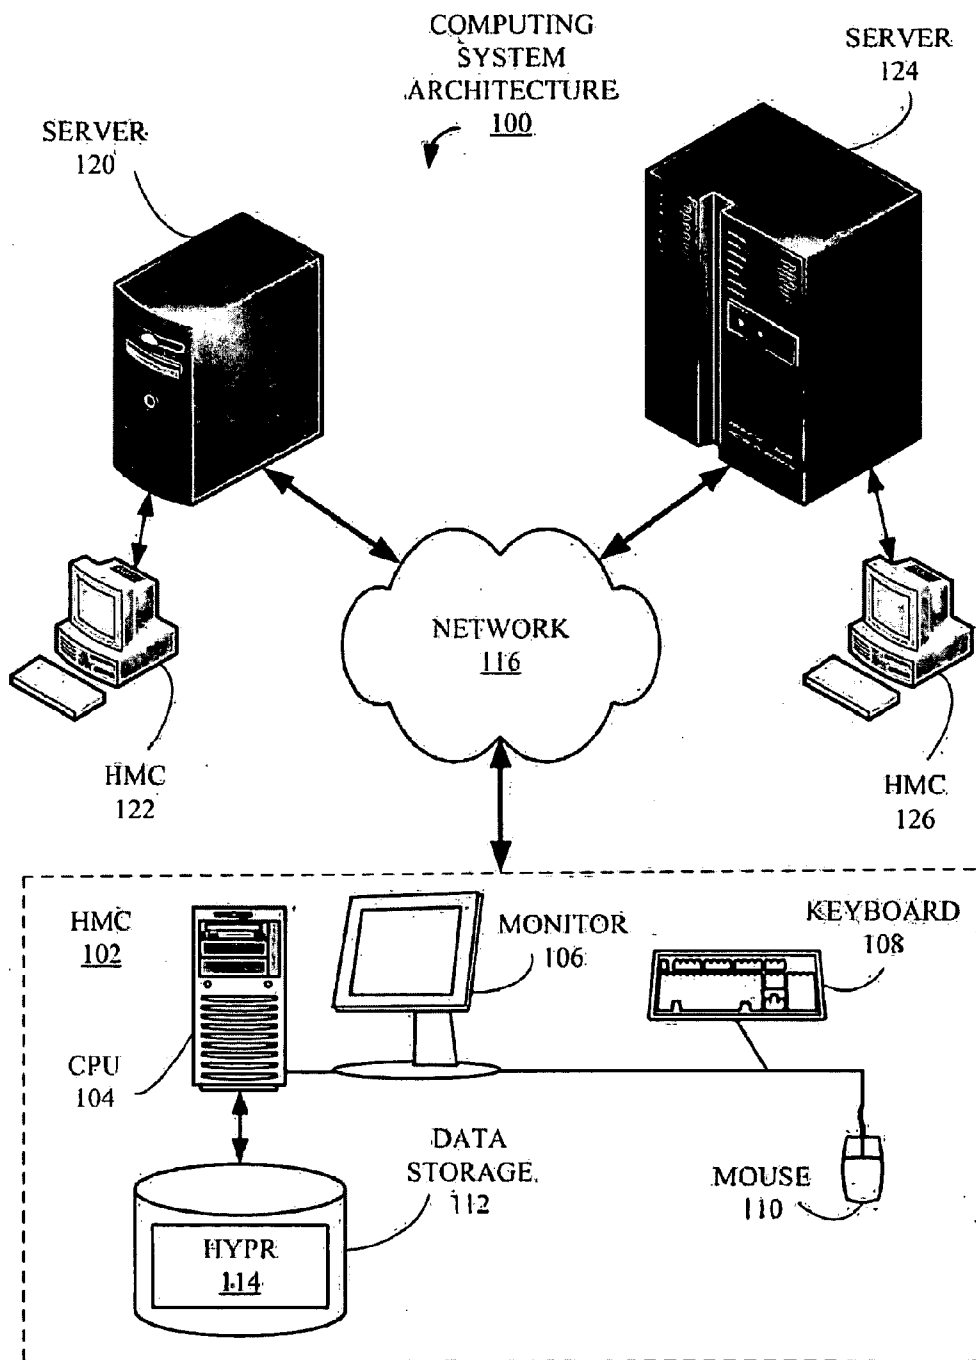 COMPUTING
SYSTEM
ARCHITECTURE
100
SERVER
124
SERVER
120
NETWORK
116
HMC
122
HMC
126
HMC
102
MONITOR
106
KEYBOARD
108
CPU
104
DATA
STORAGE
112
MOUSE
110
HYPR
114